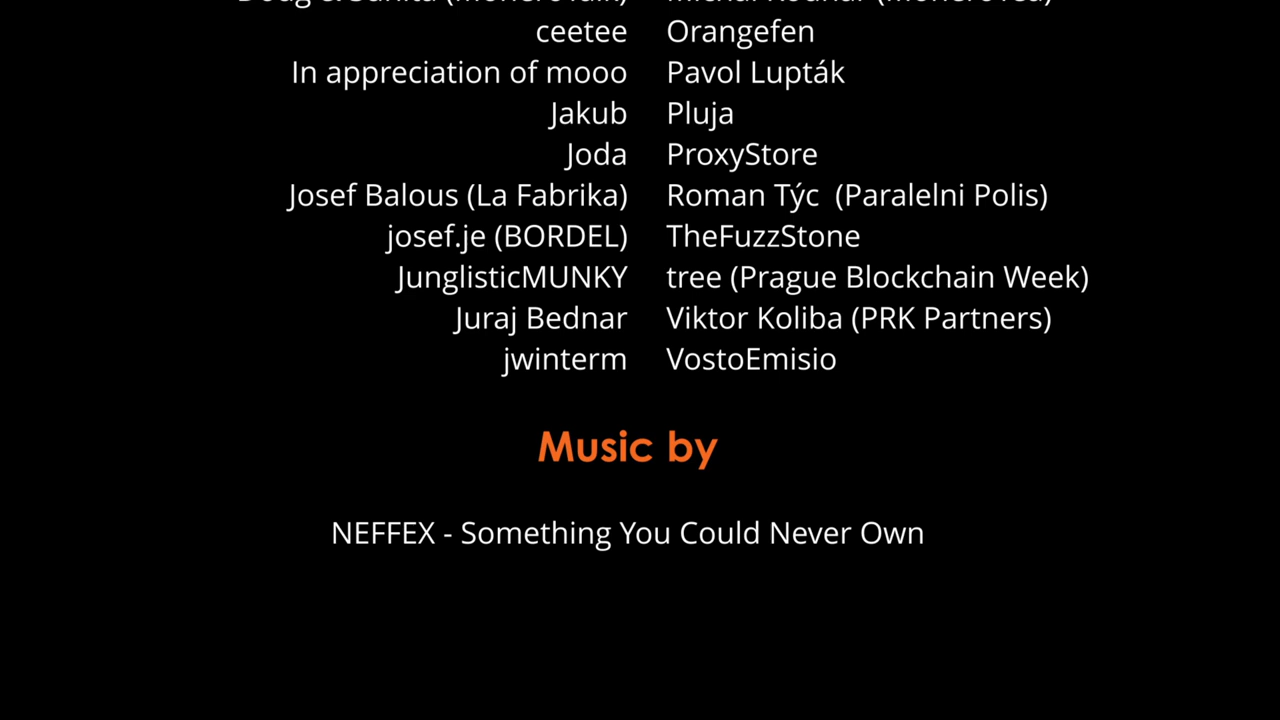 ceetee Orangefen
In appreciation of mooo Pavol Lupták
Jakub Pluja
Joda ProxyStore
Josef Balous (La Fabrika) Roman Týc (Paralelni Polis)
josef.je (BORDEL) TheFuzzStone
JunglisticMUNKY tree (Prague Blockchain Week)
Juraj Bednar Viktor Koliba (PRK Partners)
jwinterm VostoEmisio
Music by
NEFFEX - Something You Could Never Own